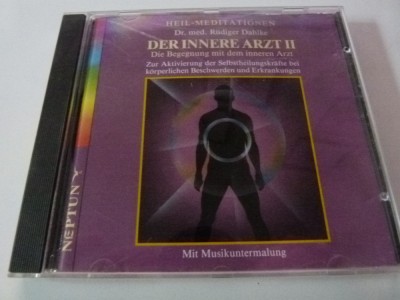 HEIL-MEDITATIONEN
Dr. med. Rüdiger Dahlke
DER INNERE ARZT II
Die Begegnung mit dem inneren Arzt
Zur Aktivierung der Selbstheilungskräfte bei
körperlichen Beschwerden und Erkrankungen
NEPTUN
Mit Musikuntermalung